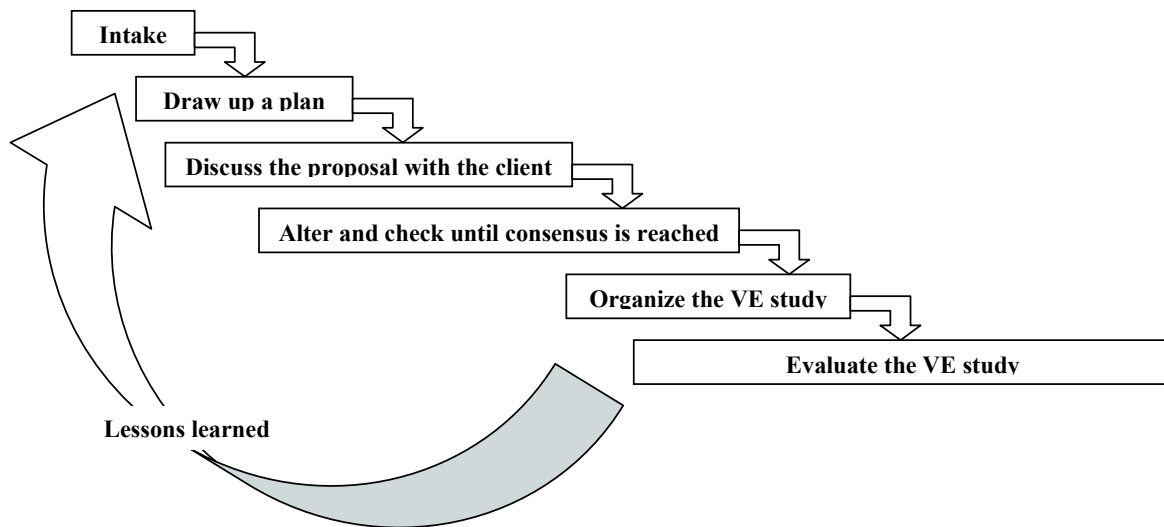 Intake
Draw up a plan
Discuss the proposal with the client
Alter and check until consensus is reached
Organize the VE study
Evaluate the VE study
Lessons learned